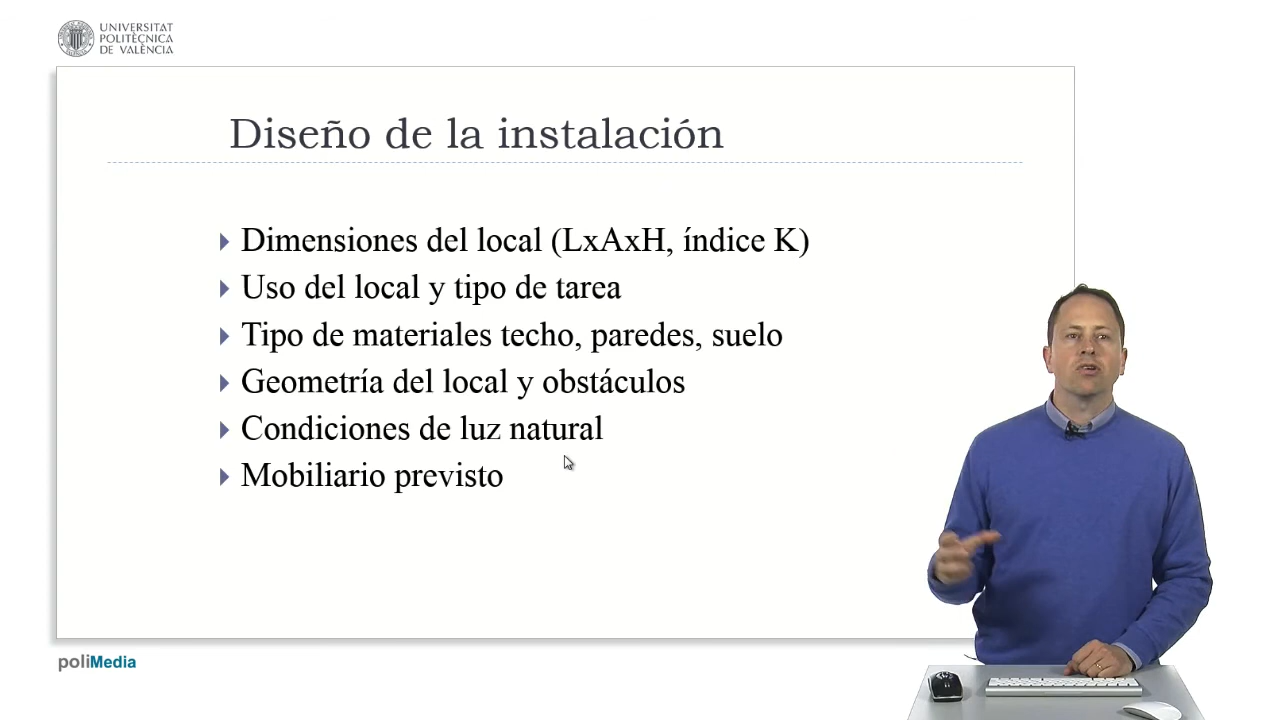 UNIVERSITAT
POLITÈCNICA
DE VALÈNCIA
Diseño de la instalación
Dimensiones del local (LxAxH, índice K)
Uso del local y tipo de tarea
Tipo de materiales techo, paredes, suelo
Geometría del local y obstáculos
Condiciones de luz natural
Mobiliario previsto
poliMedia